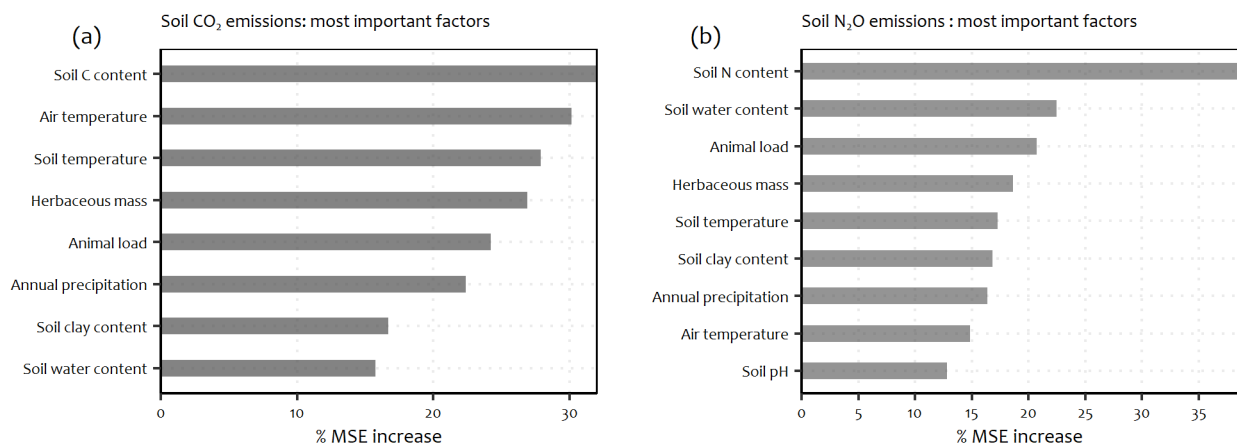 Soil CO₂ emissions: most important factors
(a)
Soil C content
Air temperature
Soil temperature
Herbaceous mass
Animal load
Annual precipitation
Soil clay content
Soil water content
0 10 20 30
% MSE increase
Soil N₂O emissions : most important factors
(b)
Soil N content
Soil water content
Animal load
Herbaceous mass
Soil temperature
Soil clay content
Annual precipitation
Air temperature
Soil pH
0 5 10 15 20 25 30 35
% MSE increase